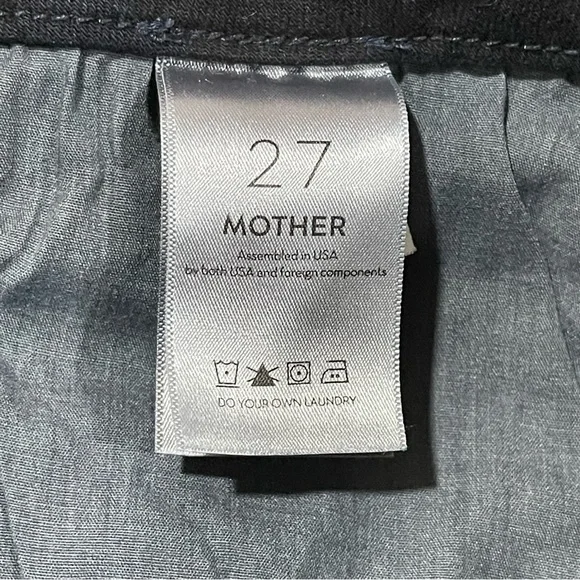 27
MOTHER
Assembled in USA
by both USA and foreign components
DO YOUR OWN LAUNDRY